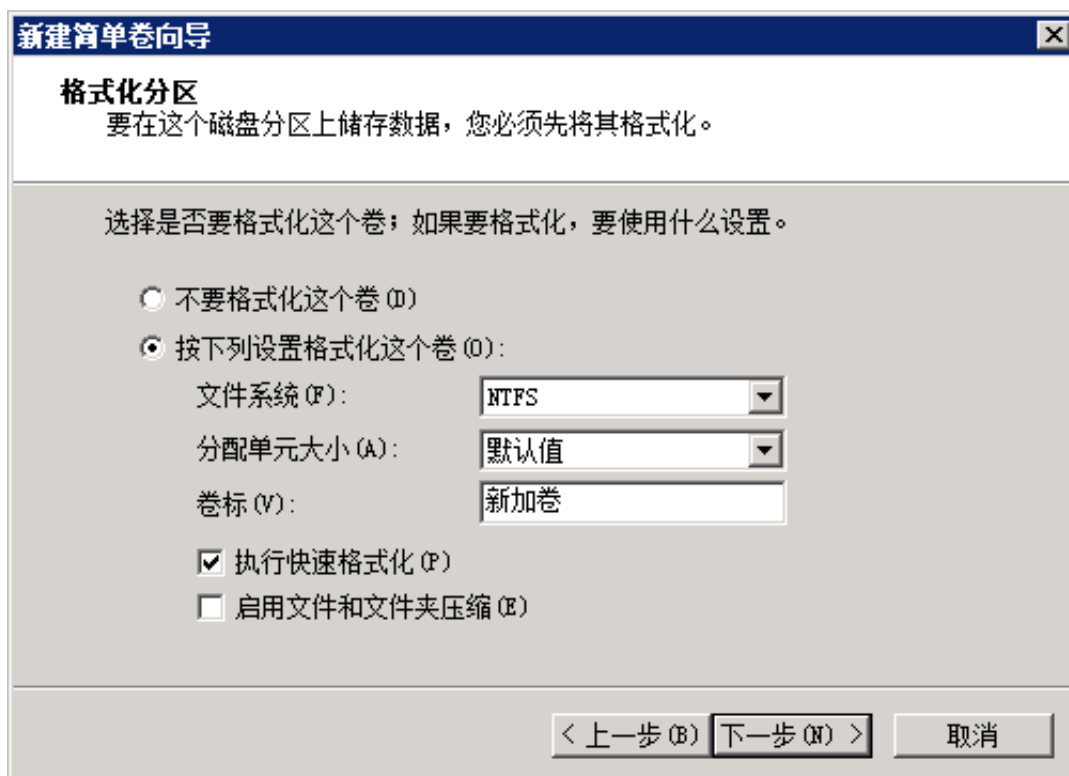 新建简单卷向导
格式化分区
要在这个磁盘分区上储存数据，您必须先将其格式化。
选择是否要格式化这个卷；如果要格式化，要使用什么设置。
不要格式化这个卷(D)
按下列设置格式化这个卷(O):
文件系统(F): NTFS
分配单元大小(A): 默认值
卷标(V): 新加卷
执行快速格式化(P)
启用文件和文件夹压缩(E)
< 上一步(B) 下一步(N) > 取消